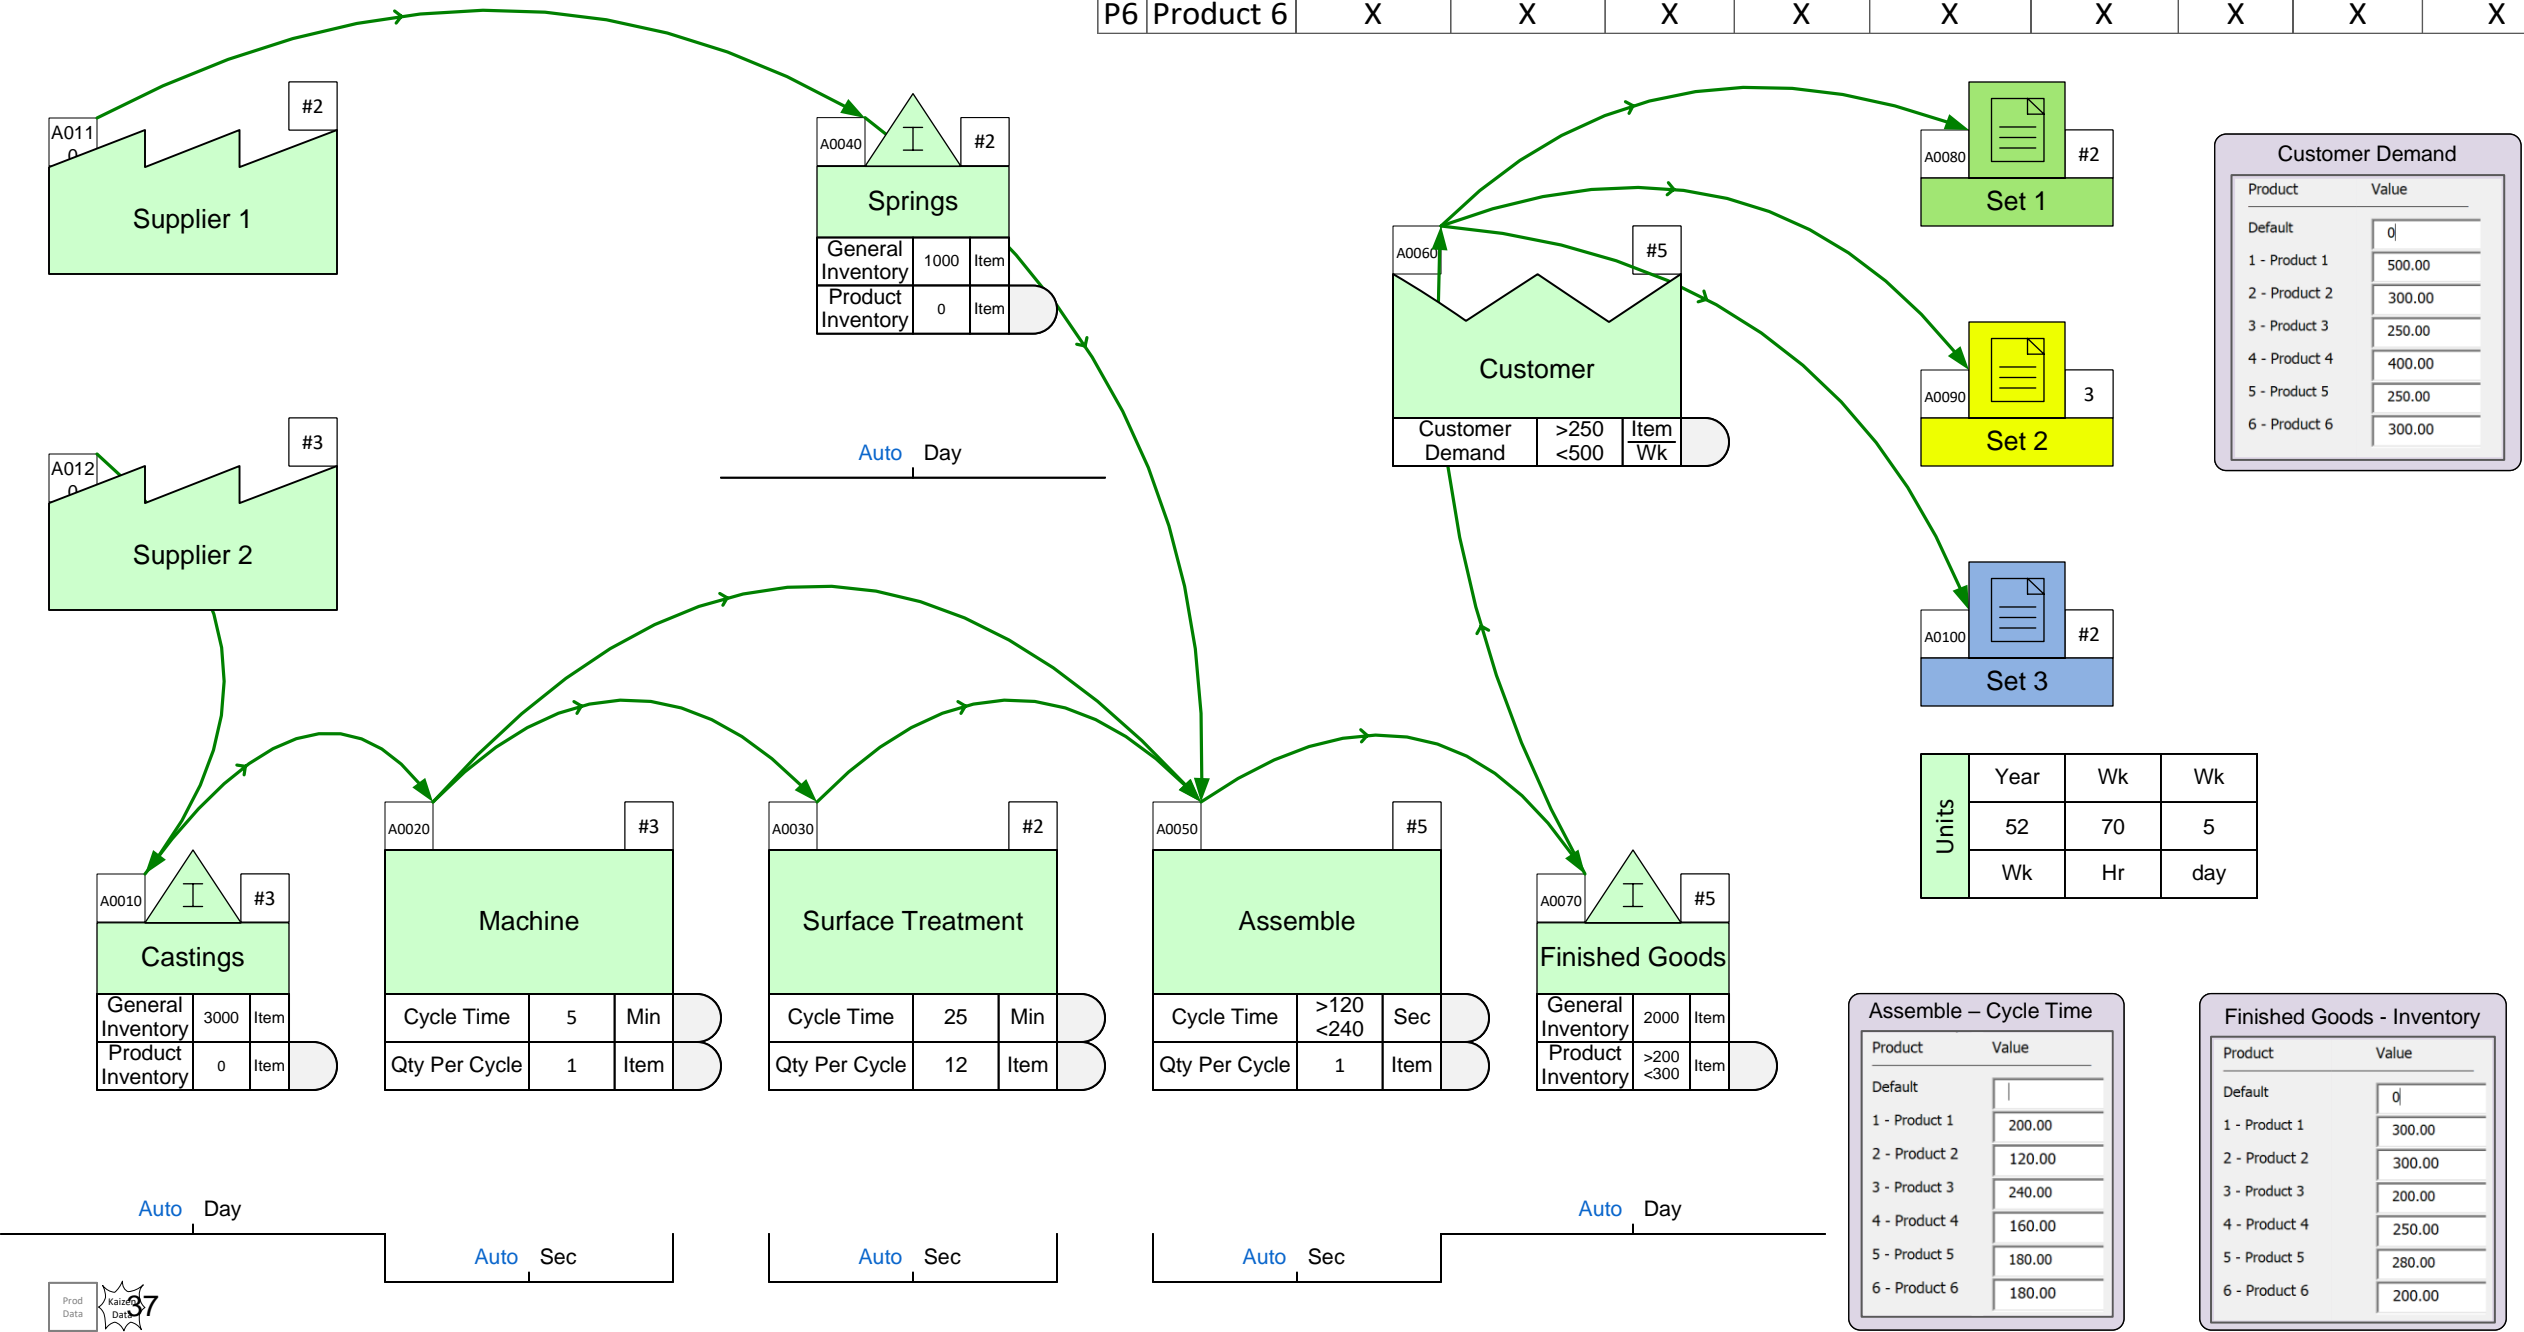 P6 Product 6 X X X X X X X X X
#2
A011
0
Supplier 1
A0040
#2
Springs
General
Inventory
1000
Item
Product
Inventory
0
Item
Auto Day
#3
A012
0
Supplier 2
A0060
#5
Customer
Customer
Demand
>250
<500
Item
Wk
A0080
#2
Set 1
A0090
3
Set 2
A0100
#2
Set 3
Customer Demand
Product Value
Default 0
1 - Product 1 500.00
2 - Product 2 300.00
3 - Product 3 250.00
4 - Product 4 400.00
5 - Product 5 250.00
6 - Product 6 300.00
Units
Year Wk Wk
52 70 5
Wk Hr day
A0010
#3
Castings
General
Inventory
3000
Item
Product
Inventory
0
Item
A0020
#3
Machine
Cycle Time 5 Min
Qty Per Cycle 1 Item
A0030
#2
Surface Treatment
Cycle Time 25 Min
Qty Per Cycle 12 Item
A0050
#5
Assemble
Cycle Time
>120
<240
Sec
Qty Per Cycle 1 Item
A0070
#5
Finished Goods
General
Inventory
2000
Item
Product
Inventory
>200
<300
Item
Auto Day
Auto Sec
Auto Sec
Auto Sec
Auto Day
Assemble – Cycle Time
Product Value
Default
1 - Product 1 200.00
2 - Product 2 120.00
3 - Product 3 240.00
4 - Product 4 160.00
5 - Product 5 180.00
6 - Product 6 180.00
Finished Goods - Inventory
Product Value
Default 0
1 - Product 1 300.00
2 - Product 2 300.00
3 - Product 3 200.00
4 - Product 4 250.00
5 - Product 5 280.00
6 - Product 6 200.00
Prod
Data
Kaizen
Data
37